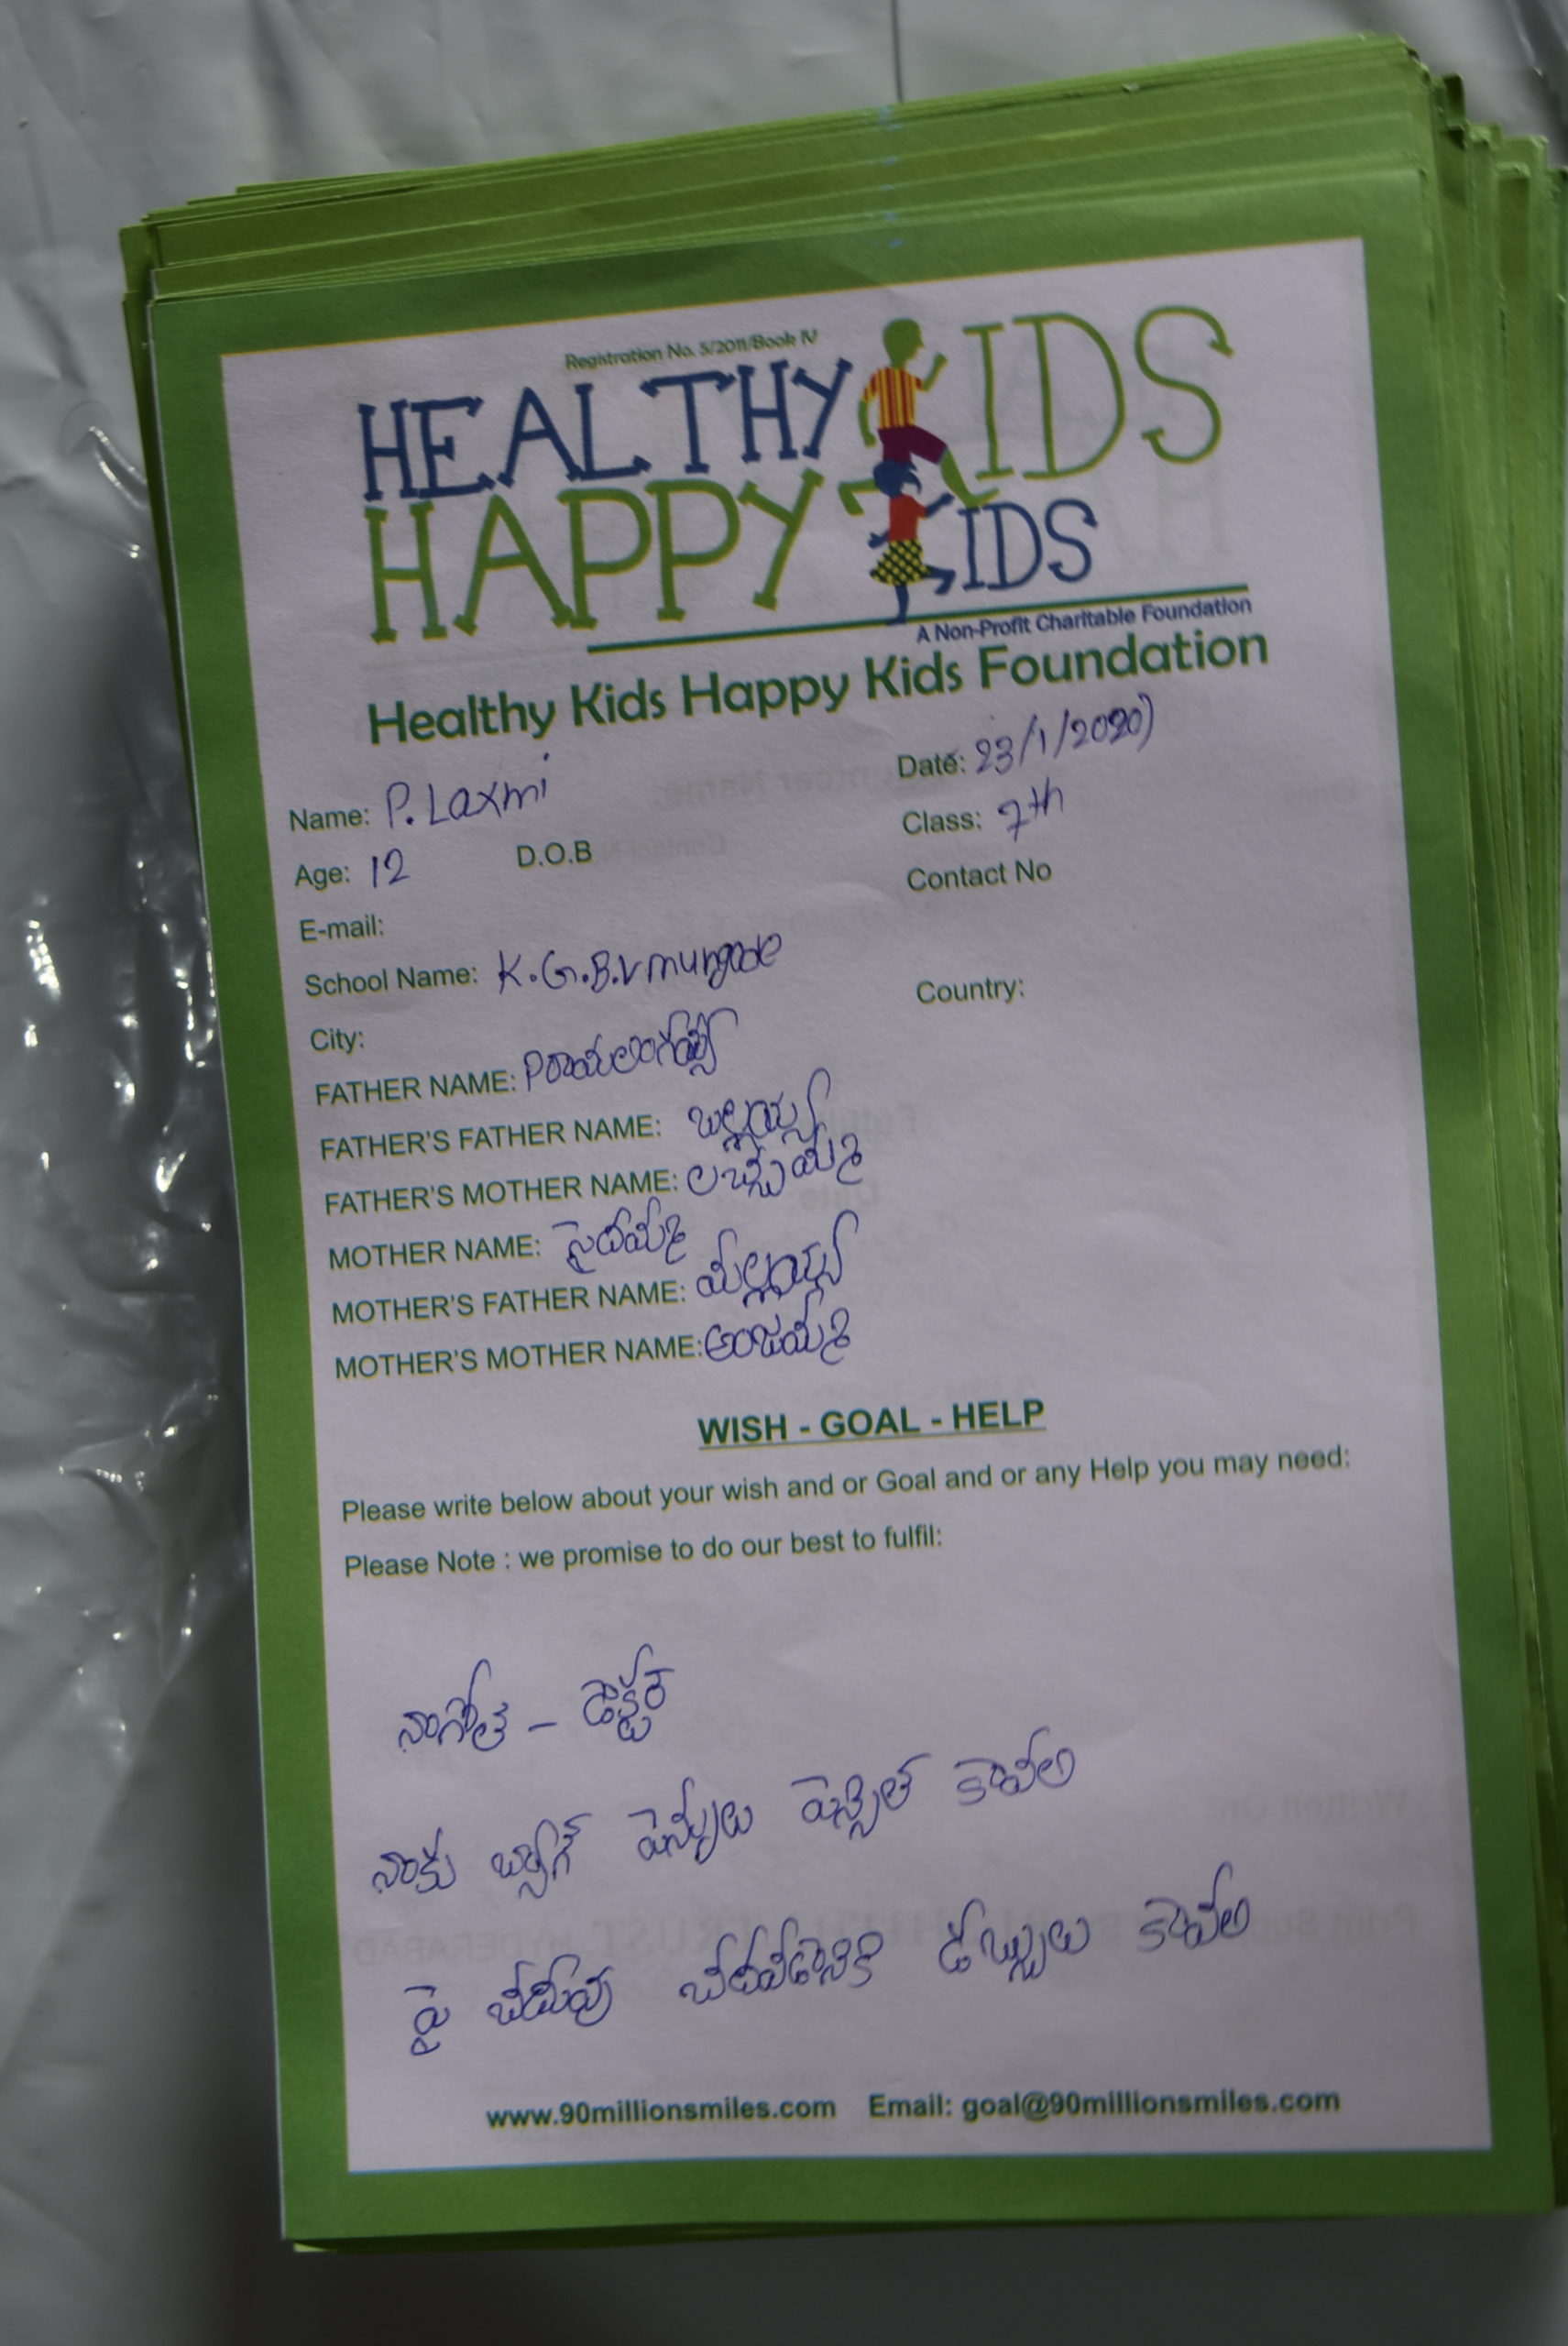 Registration No. 5/2011/Book IV
HEALTHY KIDS
HAPPY KIDS
A Non-Profit Charitable Foundation
Healthy Kids Happy Kids Foundation
Name: P. Laxmi Date: 23/1/2020)
Age: 12 D.O.B Class: 7th
E-mail: Contact No
School Name: K.G.B.V
City: Country:
FATHER NAME:
FATHER'S FATHER NAME:
FATHER'S MOTHER NAME:
MOTHER NAME: సైదమ్మ
MOTHER'S FATHER NAME: మల్లయ్య
MOTHER'S MOTHER NAME: అంజమ్మ
WISH - GOAL - HELP
Please write below about your wish and or Goal and or any Help you may need:
Please Note : we promise to do our best to fulfil:
నాగోల్ – డాక్టర్
నాకు బ్యాగ్ పెన్నులు పెన్సిల్ కావాలి
పై చదువు చదవడానికి డబ్బులు కావాలి
www.90millionsmiles.com Email: goal@90millionsmiles.com